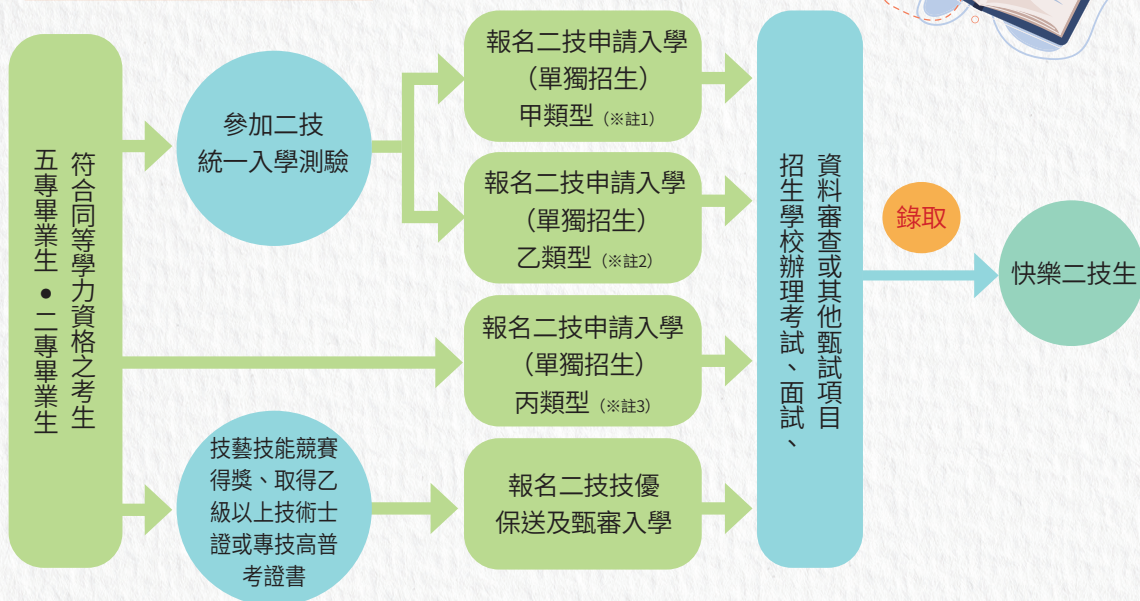 符合同等學力資格之考生
五專畢業生 ● 二專畢業生
參加二技
統一入學測驗
技藝技能競賽
得獎、取得乙
級以上技術士
證或專技高普
考證書
報名二技申請入學
（單獨招生）
甲類型（※註1）
報名二技申請入學
（單獨招生）
乙類型（※註2）
報名二技申請入學
（單獨招生）
丙類型（※註3）
報名二技技優
保送及甄審入學
招生學校辦理考試、面試、
資料審查或其他甄試項目
錄取
快樂二技生